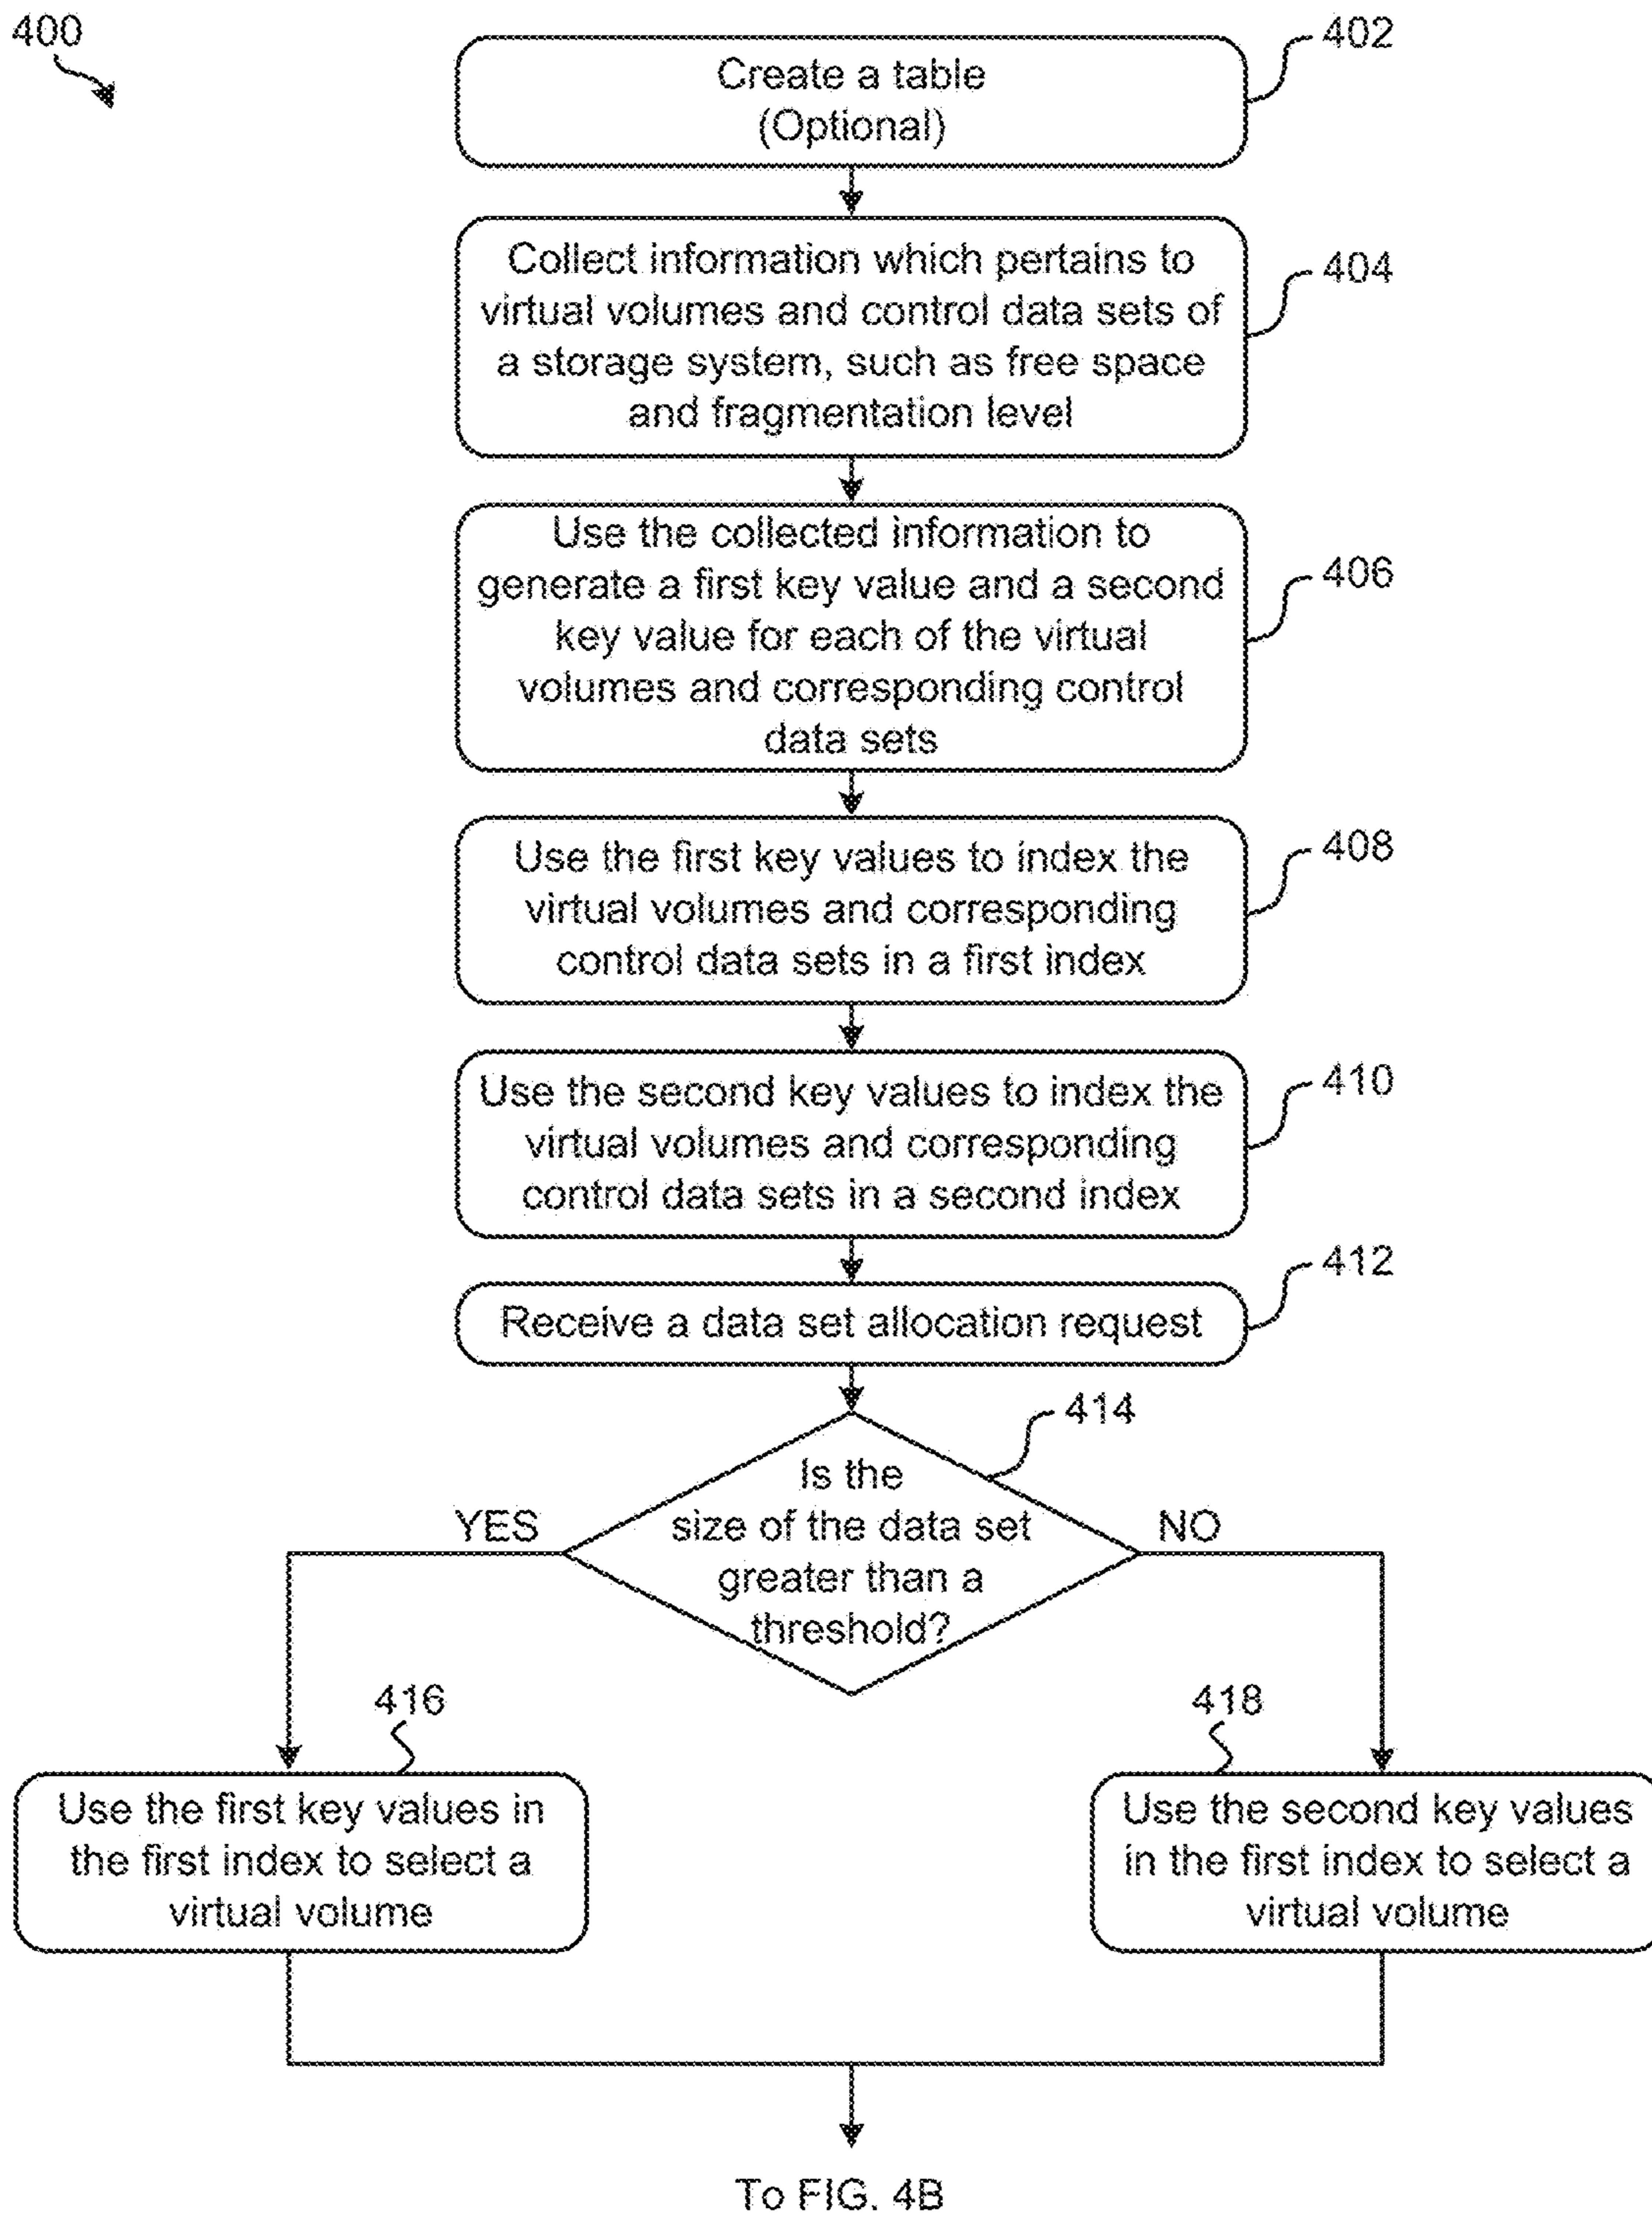 400
402
Create a table
(Optional)
404
Collect information which pertains to
virtual volumes and control data sets of
a storage system, such as free space
and fragmentation level
406
Use the collected information to
generate a first key value and a second
key value for each of the virtual
volumes and corresponding control
data sets
408
Use the first key values to index the
virtual volumes and corresponding
control data sets in a first index
410
Use the second key values to index the
virtual volumes and corresponding
control data sets in a second index
412
Receive a data set allocation request
414
Is the
size of the data set
greater than a
threshold?
YES
NO
416
Use the first key values in
the first index to select a
virtual volume
418
Use the second key values
in the first index to select a
virtual volume
To FIG. 4B